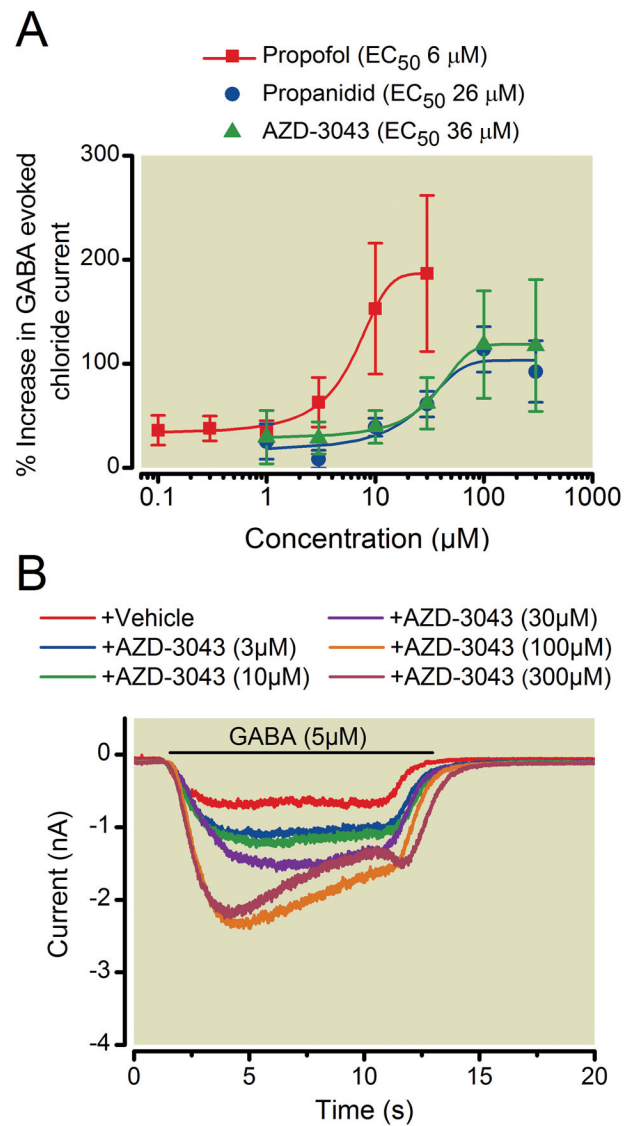 A
Propofol (EC50 6 μM)
Propanidid (EC50 26 μM)
AZD-3043 (EC50 36 μM)
% Increase in GABA evoked
chloride current
300
200
100
0
0.1 1 10 100 1000
Concentration (μM)
B
+Vehicle +AZD-3043 (30μM)
+AZD-3043 (3μM) +AZD-3043 (100μM)
+AZD-3043 (10μM) +AZD-3043 (300μM)
GABA (5μM)
Current (nA)
0
-1
-2
-3
-4
0 5 10 15 20
Time (s)